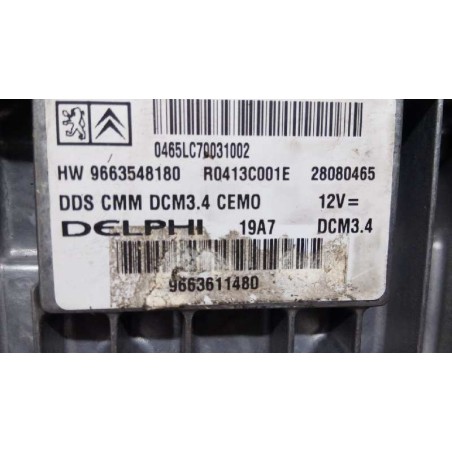 0465LC70031002
HW 9663548180 R0413C001E 28080465
DDS CMM DCM3.4 CEMO 12V=
DELPHI 19A7 DCM3.4
9663611480